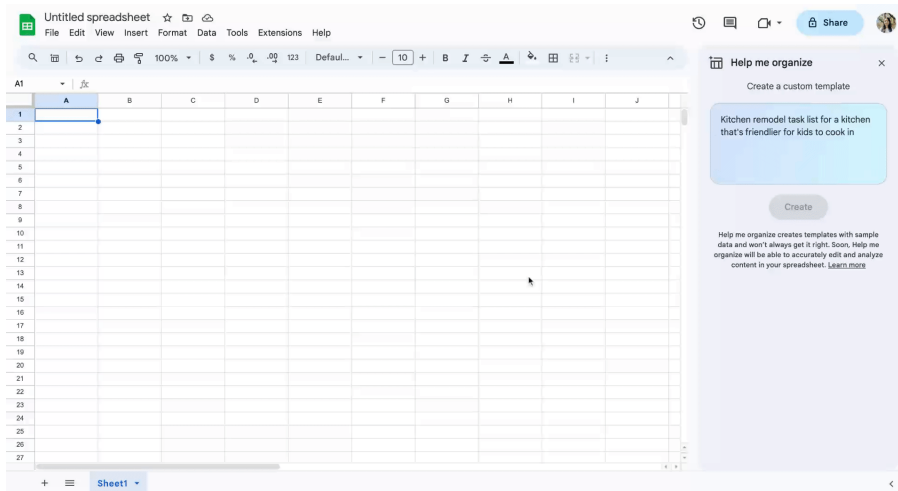 Untitled spreadsheet
File Edit View Insert Format Data Tools Extensions Help
Share
100% $ % .0 .00 123 Defaul... 10 B I A
A1 fx
A B C D E F G H I J
1
2
3
4
5
6
7
8
9
10
11
12
13
14
15
16
17
18
19
20
21
22
23
24
25
26
27
Sheet1
Help me organize
Create a custom template
Kitchen remodel task list for a kitchen
that's friendlier for kids to cook in
Create
Help me organize creates templates with sample
data and won't always get it right. Soon, Help me
organize will be able to accurately edit and analyze
content in your spreadsheet. Learn more